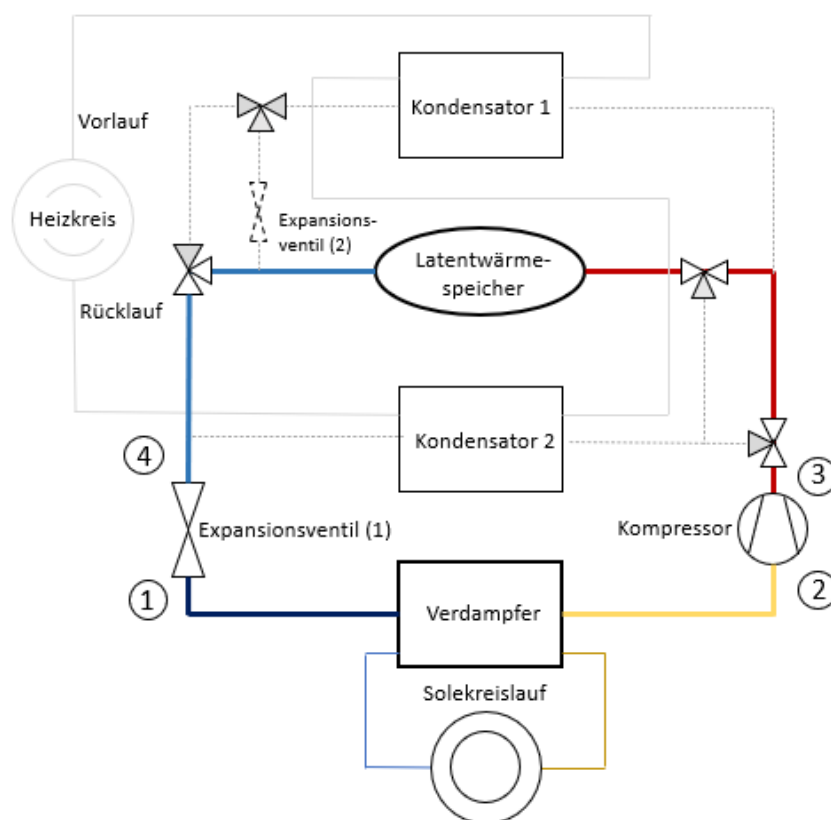 Kondensator 1
Vorlauf
Heizkreis
Expansions-
ventil (2)
Latentwärme-
speicher
Rücklauf
Kondensator 2
4
3
Expansionsventil (1)
Kompressor
1
2
Verdampfer
Solekreislauf